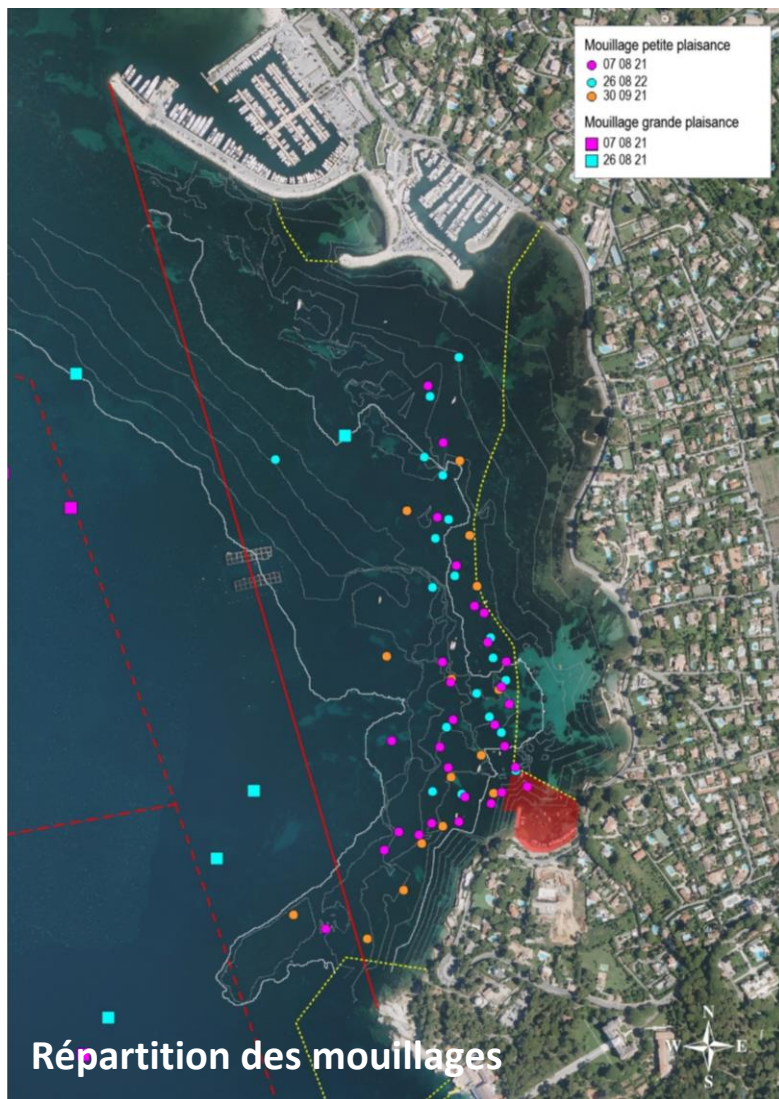 Mouillage petite plaisance
07 08 21
26 08 22
30 09 21
Mouillage grande plaisance
07 08 21
26 08 21
N
W E
S
Répartition des mouillages